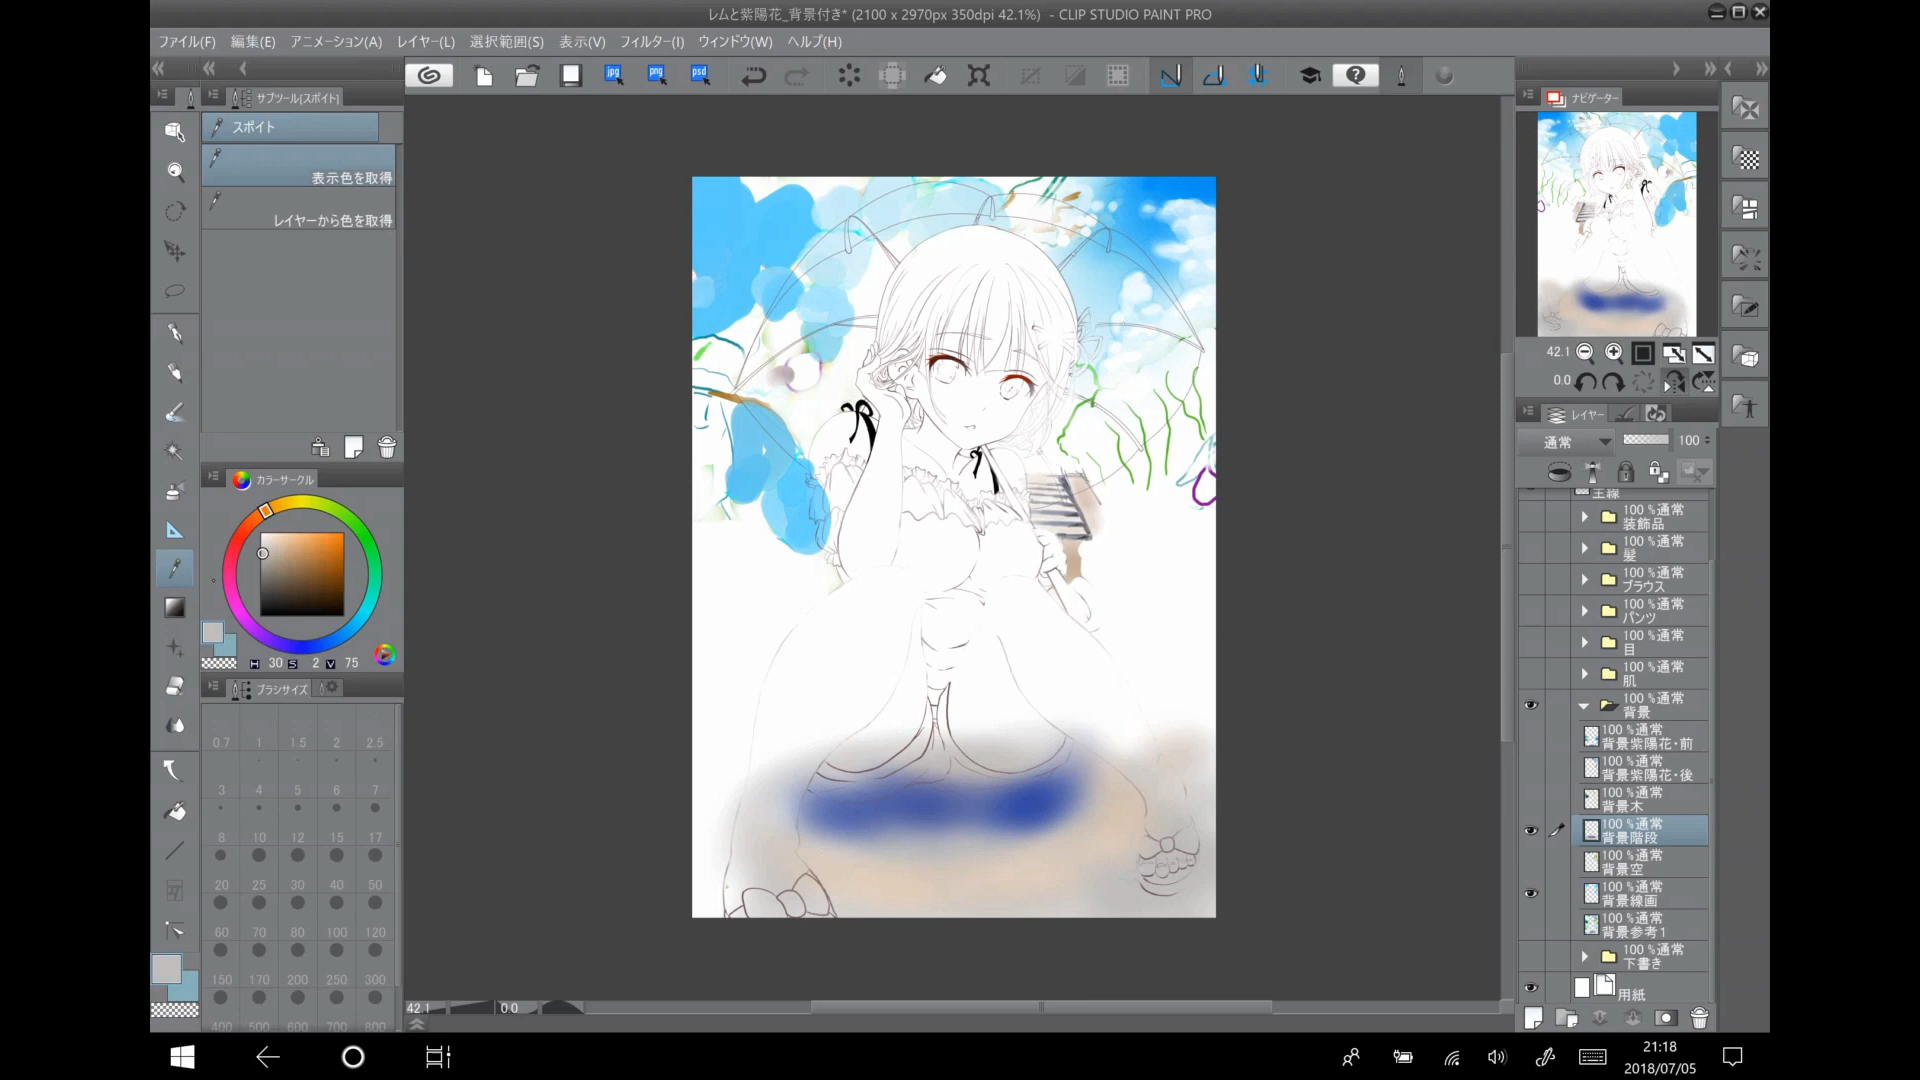 レムと紫陽花_背景付き* (2100 x 2970px 350dpi 42.1%) - CLIP STUDIO PAINT PRO
ファイル(F) 編集(E) アニメーション(A) レイヤー(L) 選択範囲(S) 表示(V) フィルター(I) ウィンドウ(W) ヘルプ(H)
jpg png psd
サブツール[スポイト]
スポイト
表示色を取得
レイヤーから色を取得
カラーサークル
H 30 S 2 V 75
ブラシサイズ
0.7 1 1.5 2 2.5
3 4 5 6 7
8 10 12 15 17
20 25 30 40 50
60 70 80 100 120
150 170 200 250 300
400 500 600 700 800
42.1 0.0
ナビゲーター
42.1
0.0
レイヤー
通常 100
主線
100 %通常
装飾品
100 %通常
髪
100 %通常
ブラウス
100 %通常
パンツ
100 %通常
目
100 %通常
肌
100 %通常
背景
100 %通常
背景紫陽花・前
100 %通常
背景紫陽花・後
100 %通常
背景木
100 %通常
背景階段
100 %通常
背景空
100 %通常
背景線画
100 %通常
背景参考1
100 %通常
下書き
用紙
21:18
2018/07/05